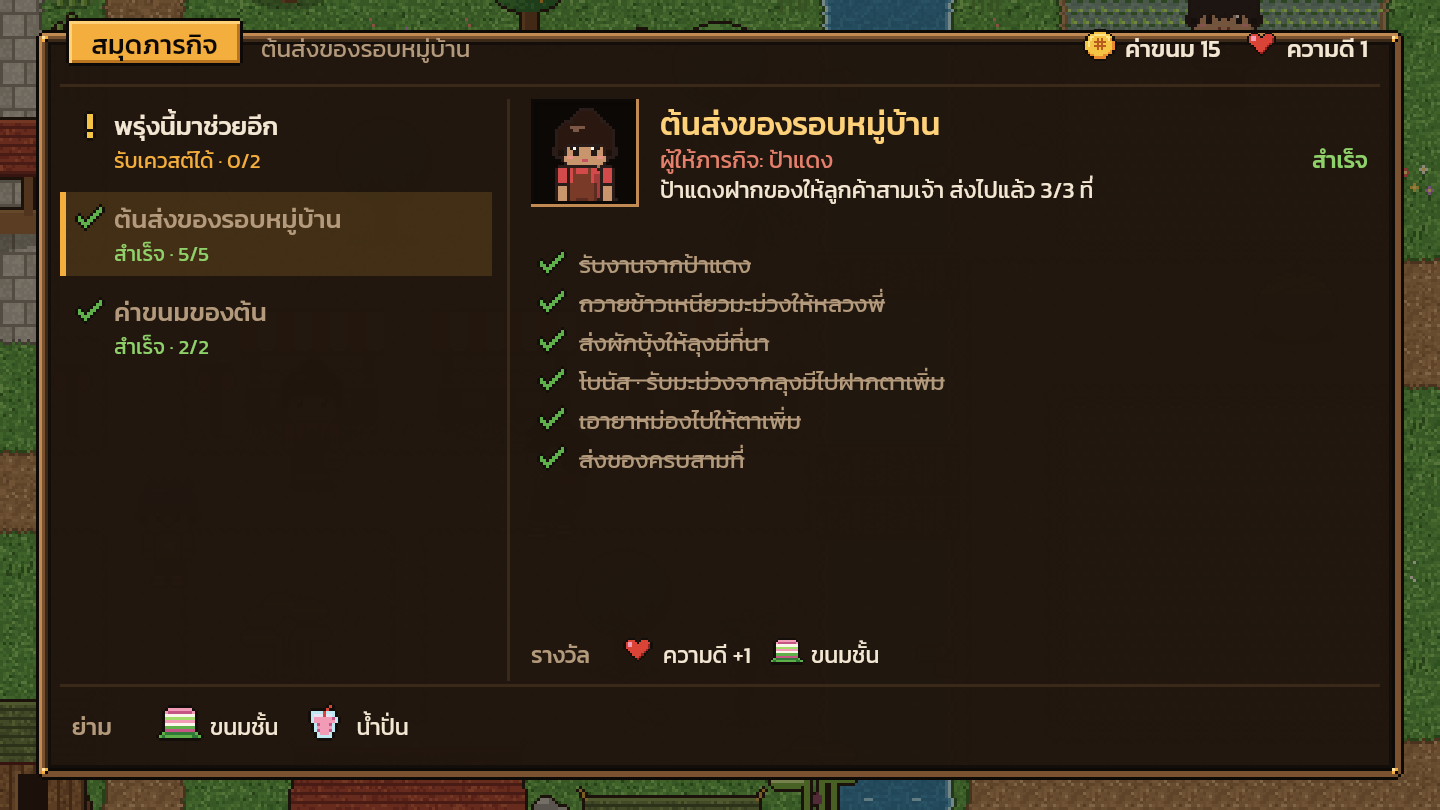 สมุดภารกิจ ต้นส่งของรอบหมู่บ้าน ค่าขนม 15 ความดี 1
พรุ่งนี้มาช่วยอีก
รับเควสต์ได้ · 0/2
ต้นส่งของรอบหมู่บ้าน
สำเร็จ · 5/5
ค่าขนมของต้น
สำเร็จ · 2/2
ต้นส่งของรอบหมู่บ้าน
ผู้ให้ภารกิจ: ป้าแดง สำเร็จ
ป้าแดงฝากของให้ลูกค้าสามเจ้า ส่งไปแล้ว 3/3 ที่
รับงานจากป้าแดง
ถวายข้าวเหนียวมะม่วงให้หลวงพี่
ส่งผักบุ้งให้ลุงมีที่นา
โบนัส · รับมะม่วงจากลุงมีไปฝากตาเพิ่ม
เอายาหม่องไปให้ตาเพิ่ม
ส่งของครบสามที่
รางวัล ความดี +1 ขนมชั้น
ย่าม ขนมชั้น น้ำปั่น